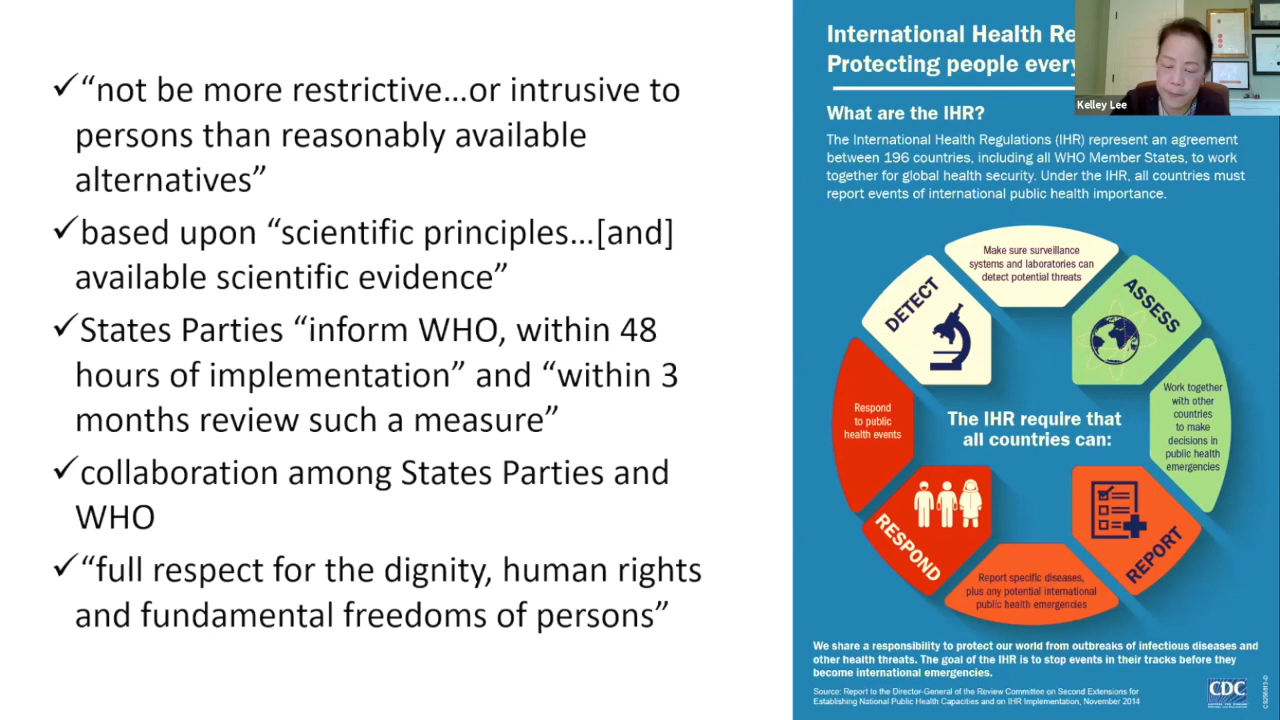 ✓“not be more restrictive…or intrusive to
persons than reasonably available
alternatives”
✓based upon “scientific principles…[and]
available scientific evidence”
✓States Parties “inform WHO, within 48
hours of implementation” and “within 3
months review such a measure”
✓collaboration among States Parties and
WHO
✓“full respect for the dignity, human rights
and fundamental freedoms of persons”
International Health Re
Protecting people every
Kelley Lee
What are the IHR?
The International Health Regulations (IHR) represent an agreement
between 196 countries, including all WHO Member States, to work
together for global health security. Under the IHR, all countries must
report events of international public health importance.
DETECT
Make sure surveillance
systems and laboratories can
detect potential threats
ASSESS
Work together
with other
countries
to make
decisions in
public health
emergencies
The IHR require that
all countries can:
REPORT
Report specific diseases,
plus any potential international
public health emergencies
RESPOND
Respond
to public
health events
We share a responsibility to protect our world from outbreaks of infectious diseases and
other health threats. The goal of the IHR is to stop events in their tracks before they
become international emergencies.
Source: Report to the Director-General of the Review Committee on Second Extensions for
Establishing National Public Health Capacities and on IHR Implementation, November 2014
CDC